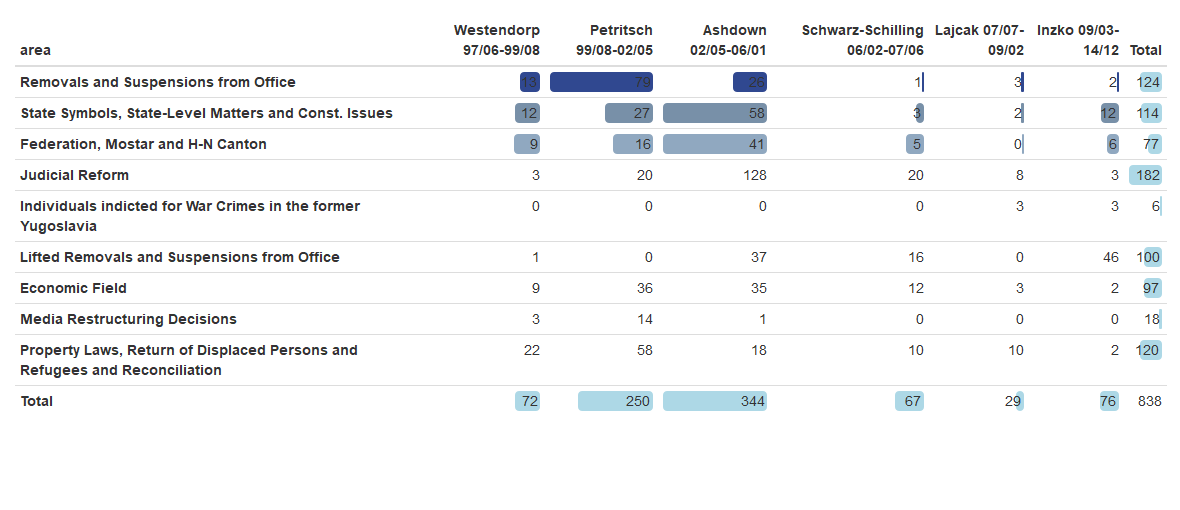 Westendorp Petritsch Ashdown Schwarz-Schilling Lajcak 07/07- Inzko 09/03-
area 97/06-99/08 99/08-02/05 02/05-06/01 06/02-07/06 09/02 14/12 Total
Removals and Suspensions from Office 13 79 26 1 3 2 124
State Symbols, State-Level Matters and Const. Issues 12 27 58 3 2 12 114
Federation, Mostar and H-N Canton 9 16 41 5 0 6 77
Judicial Reform 3 20 128 20 8 3 182
Individuals indicted for War Crimes in the former 0 0 0 0 3 3 6
Yugoslavia
Lifted Removals and Suspensions from Office 1 0 37 16 0 46 100
Economic Field 9 36 35 12 3 2 97
Media Restructuring Decisions 3 14 1 0 0 0 18
Property Laws, Return of Displaced Persons and 22 58 18 10 10 2 120
Refugees and Reconciliation
Total 72 250 344 67 29 76 838